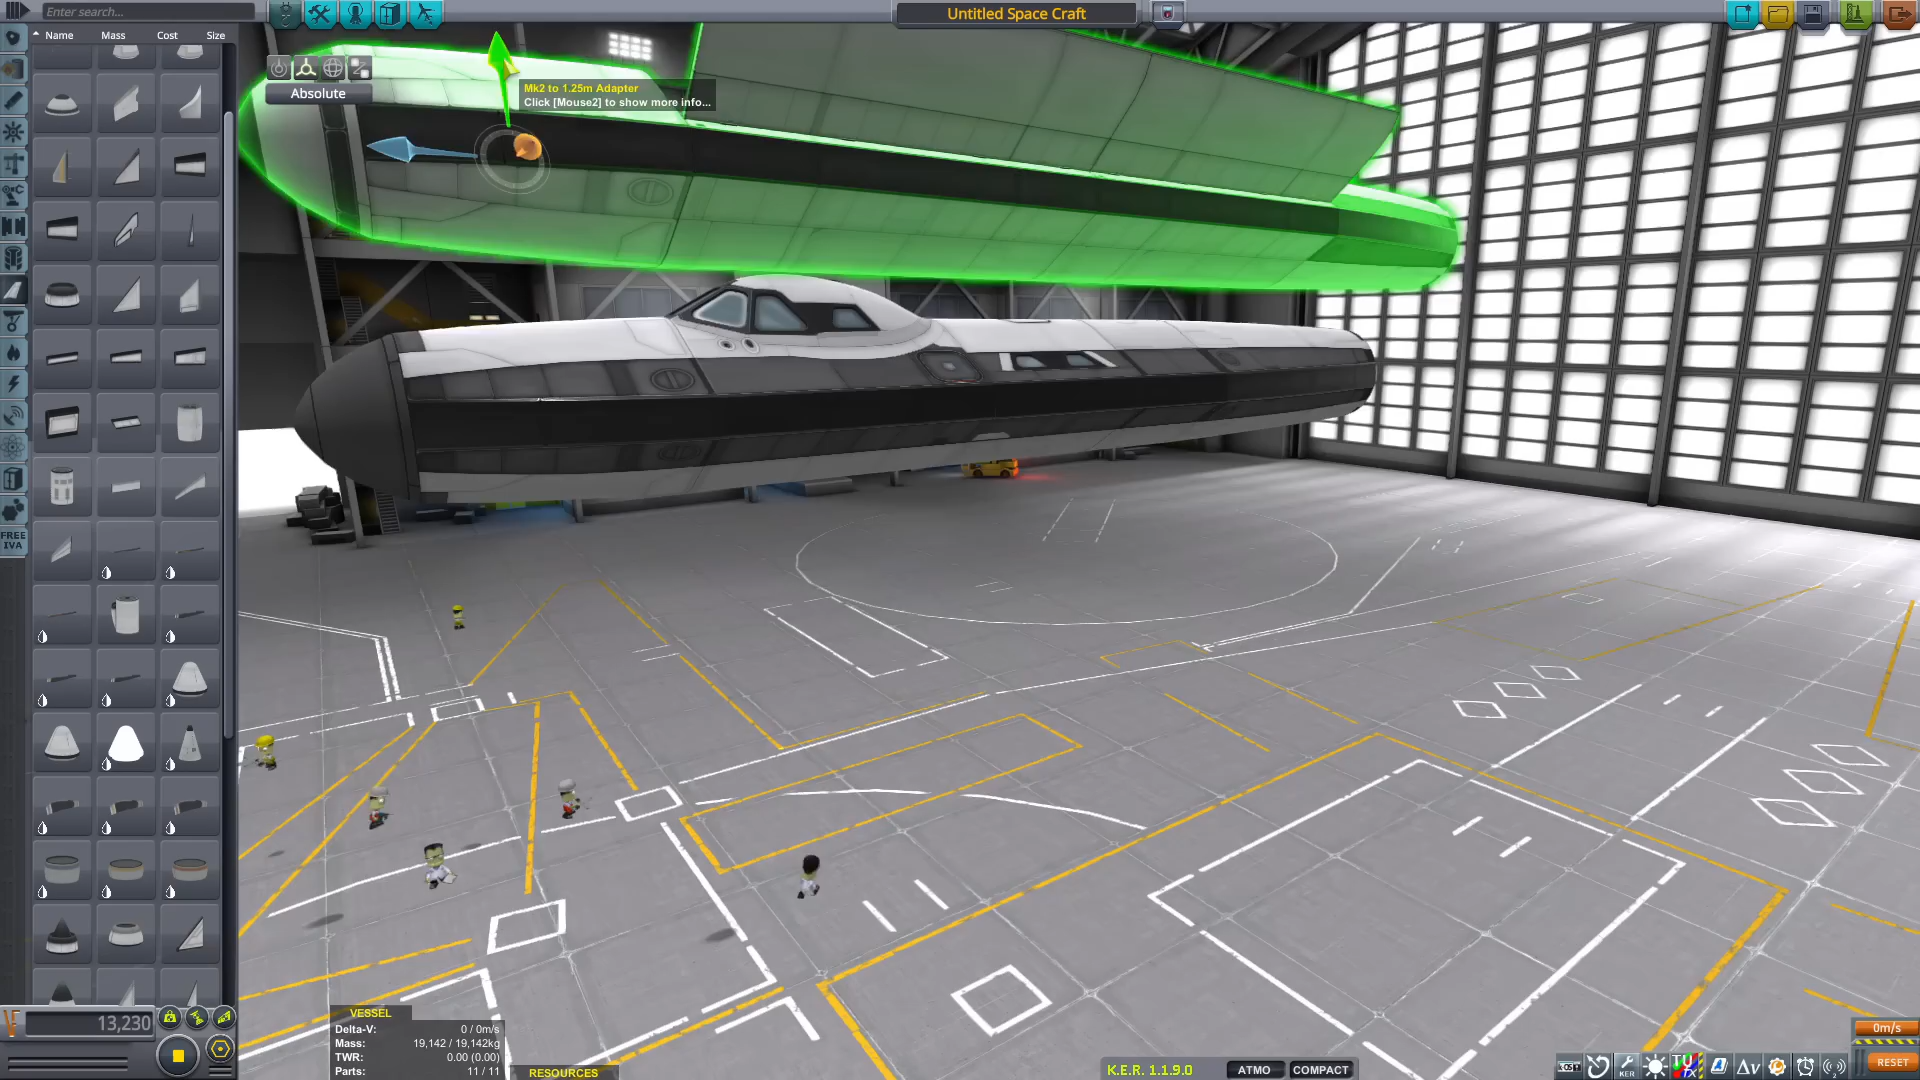 Enter search...
Untitled Space Craft
Name Mass Cost Size
Absolute
Mk2 to 1.25m Adapter
Click [Mouse2] to show more info...
FREE
IVA
13,230
VESSEL
Delta-V: 0 / 0m/s
Mass: 19,142 / 19,142kg
TWR: 0.00 (0.00)
Parts: 11 / 11
RESOURCES
K.E.R. 1.1.9.0
ATMO
COMPACT
0m/s
KER
Δv
RESET